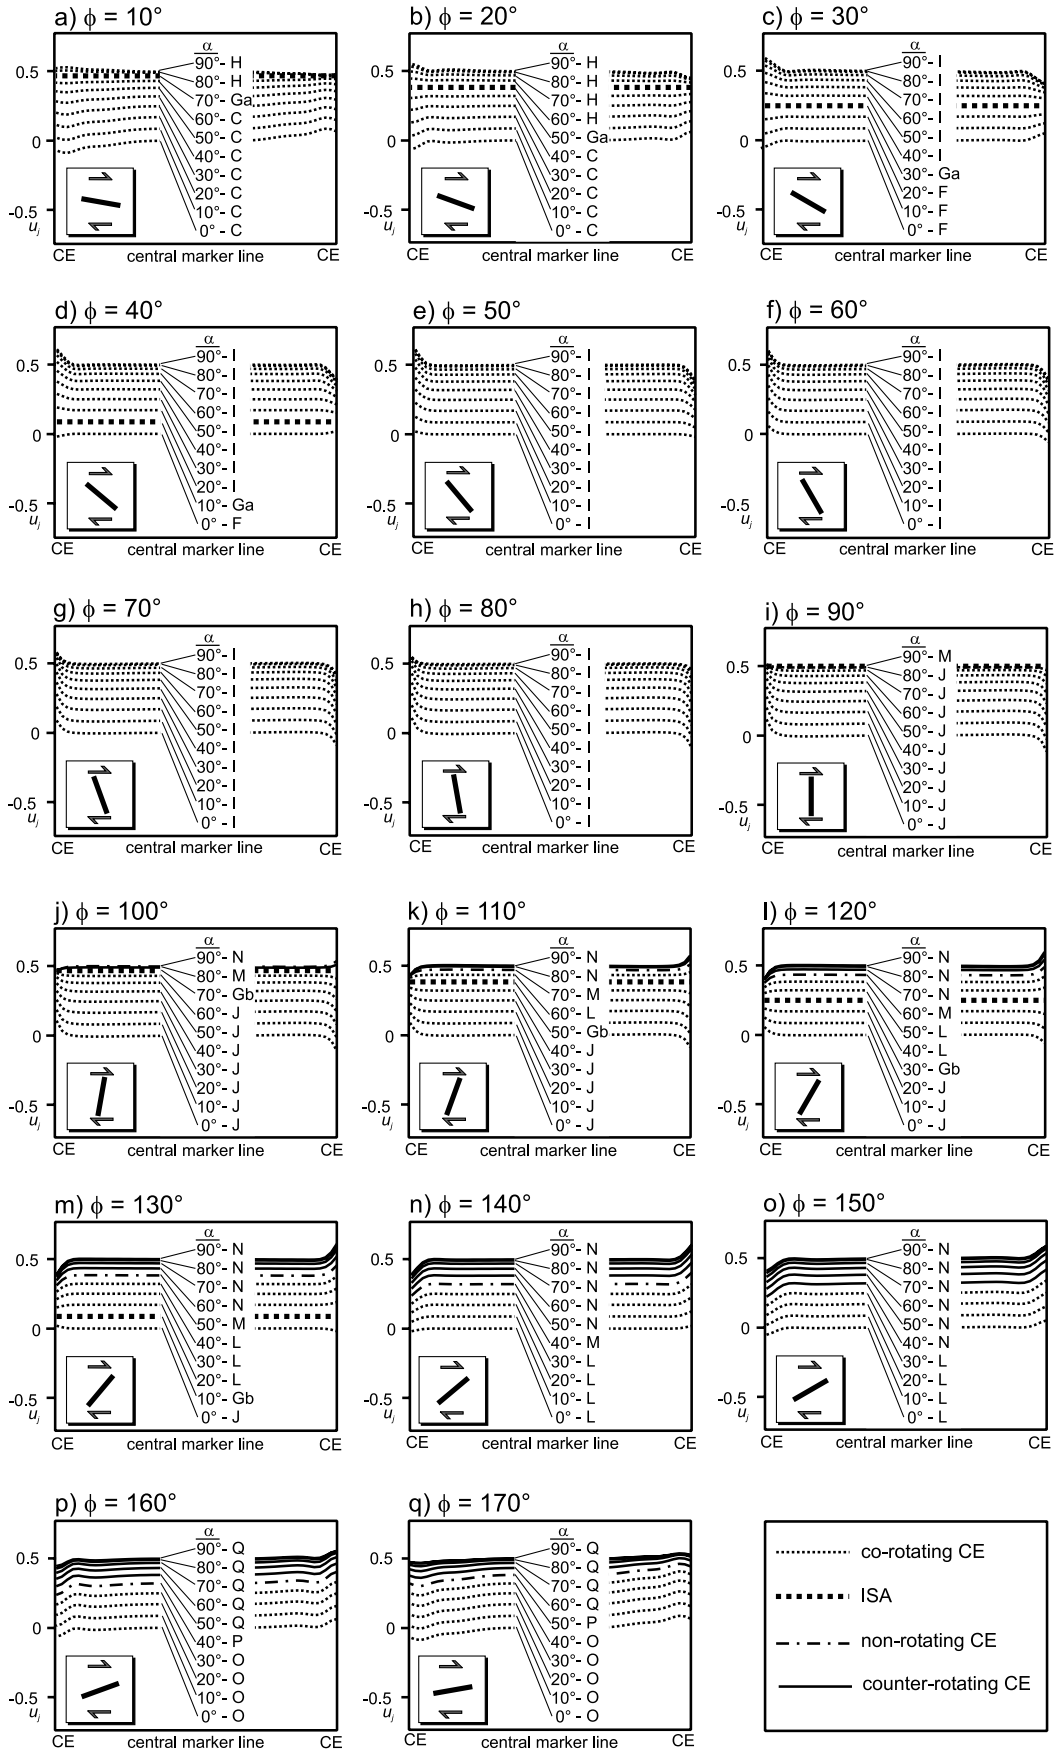 a) ϕ = 10°
α
90°- H
0.5
80°- H
70°- Ga
60°- C
0
50°- C
40°- C
30°- C
20°- C
-0.5
10°- C
uj
0°- C
CE central marker line CE
b) ϕ = 20°
α
90°- H
0.5
80°- H
70°- H
60°- H
0
50°- Ga
40°- C
30°- C
20°- C
-0.5
10°- C
uj
0°- C
CE central marker line CE
c) ϕ = 30°
α
90°- I
0.5
80°- I
70°- I
60°- I
0
50°- I
40°- I
30°- Ga
20°- F
-0.5
10°- F
uj
0°- F
CE central marker line CE
d) ϕ = 40°
α
90°- I
0.5
80°- I
70°- I
60°- I
0
50°- I
40°- I
30°- I
20°- I
-0.5
10°- Ga
uj
0°- F
CE central marker line CE
e) ϕ = 50°
α
90°- I
0.5
80°- I
70°- I
60°- I
0
50°- I
40°- I
30°- I
20°- I
-0.5
10°- I
uj
0°- I
CE central marker line CE
f) ϕ = 60°
α
90°- I
0.5
80°- I
70°- I
60°- I
0
50°- I
40°- I
30°- I
20°- I
-0.5
10°- I
uj
0°- I
CE central marker line CE
g) ϕ = 70°
α
90°- I
0.5
80°- I
70°- I
60°- I
0
50°- I
40°- I
30°- I
20°- I
-0.5
10°- I
uj
0°- I
CE central marker line CE
h) ϕ = 80°
α
90°- I
0.5
80°- I
70°- I
60°- I
0
50°- I
40°- I
30°- I
20°- I
-0.5
10°- I
uj
0°- I
CE central marker line CE
i) ϕ = 90°
α
90°- M
0.5
80°- J
70°- J
60°- J
0
50°- J
40°- J
30°- J
20°- J
-0.5
10°- J
uj
0°- J
CE central marker line CE
j) ϕ = 100°
α
90°- N
0.5
80°- M
70°- Gb
60°- J
0
50°- J
40°- J
30°- J
20°- J
-0.5
10°- J
uj
0°- J
CE central marker line CE
k) ϕ = 110°
α
90°- N
0.5
80°- N
70°- M
60°- L
0
50°- Gb
40°- J
30°- J
20°- J
-0.5
10°- J
uj
0°- J
CE central marker line CE
l) ϕ = 120°
α
90°- N
0.5
80°- N
70°- N
60°- M
0
50°- L
40°- L
30°- Gb
20°- J
-0.5
10°- J
uj
0°- J
CE central marker line CE
m) ϕ = 130°
α
90°- N
0.5
80°- N
70°- N
60°- N
0
50°- M
40°- L
30°- L
20°- L
-0.5
10°- Gb
uj
0°- J
CE central marker line CE
n) ϕ = 140°
α
90°- N
0.5
80°- N
70°- N
60°- N
0
50°- N
40°- M
30°- L
20°- L
-0.5
10°- L
uj
0°- L
CE central marker line CE
o) ϕ = 150°
α
90°- N
0.5
80°- N
70°- N
60°- N
0
50°- N
40°- N
30°- L
20°- L
-0.5
10°- L
uj
0°- L
CE central marker line CE
p) ϕ = 160°
α
90°- Q
0.5
80°- Q
70°- Q
60°- Q
0
50°- Q
40°- P
30°- O
20°- O
-0.5
10°- O
uj
0°- O
CE central marker line CE
q) ϕ = 170°
α
90°- Q
0.5
80°- Q
70°- Q
60°- Q
0
50°- P
40°- O
30°- O
20°- O
-0.5
10°- O
uj
0°- O
CE central marker line CE
co-rotating CE
ISA
non-rotating CE
counter-rotating CE